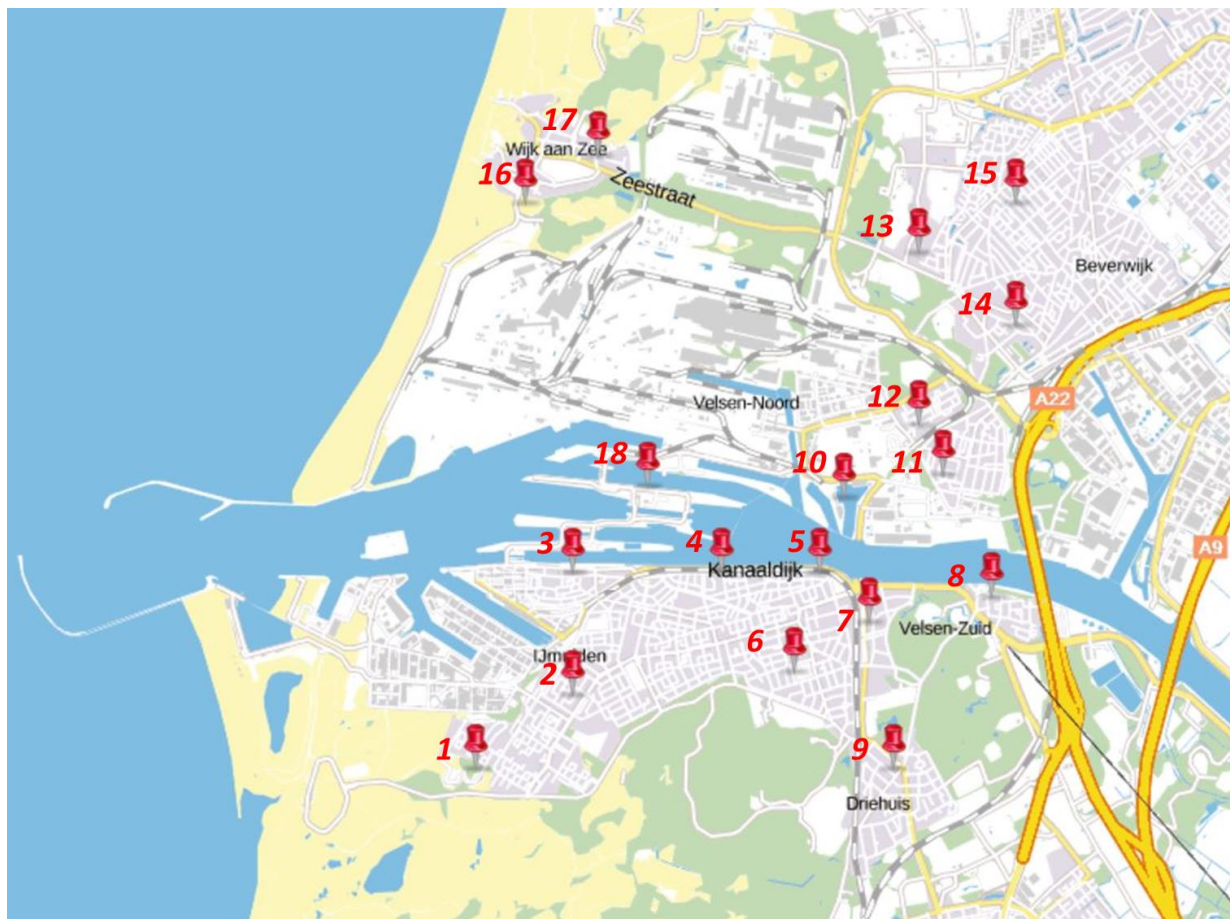 17
Wijk aan Zee
16
Zeestraat
15
13
Beverwijk
14
12
A22
Velsen-Noord
18
10
11
3
4
5
Kanaaldijk
A9
8
7
Velsen-Zuid
6
IJmuiden
2
1
9
Driehuis